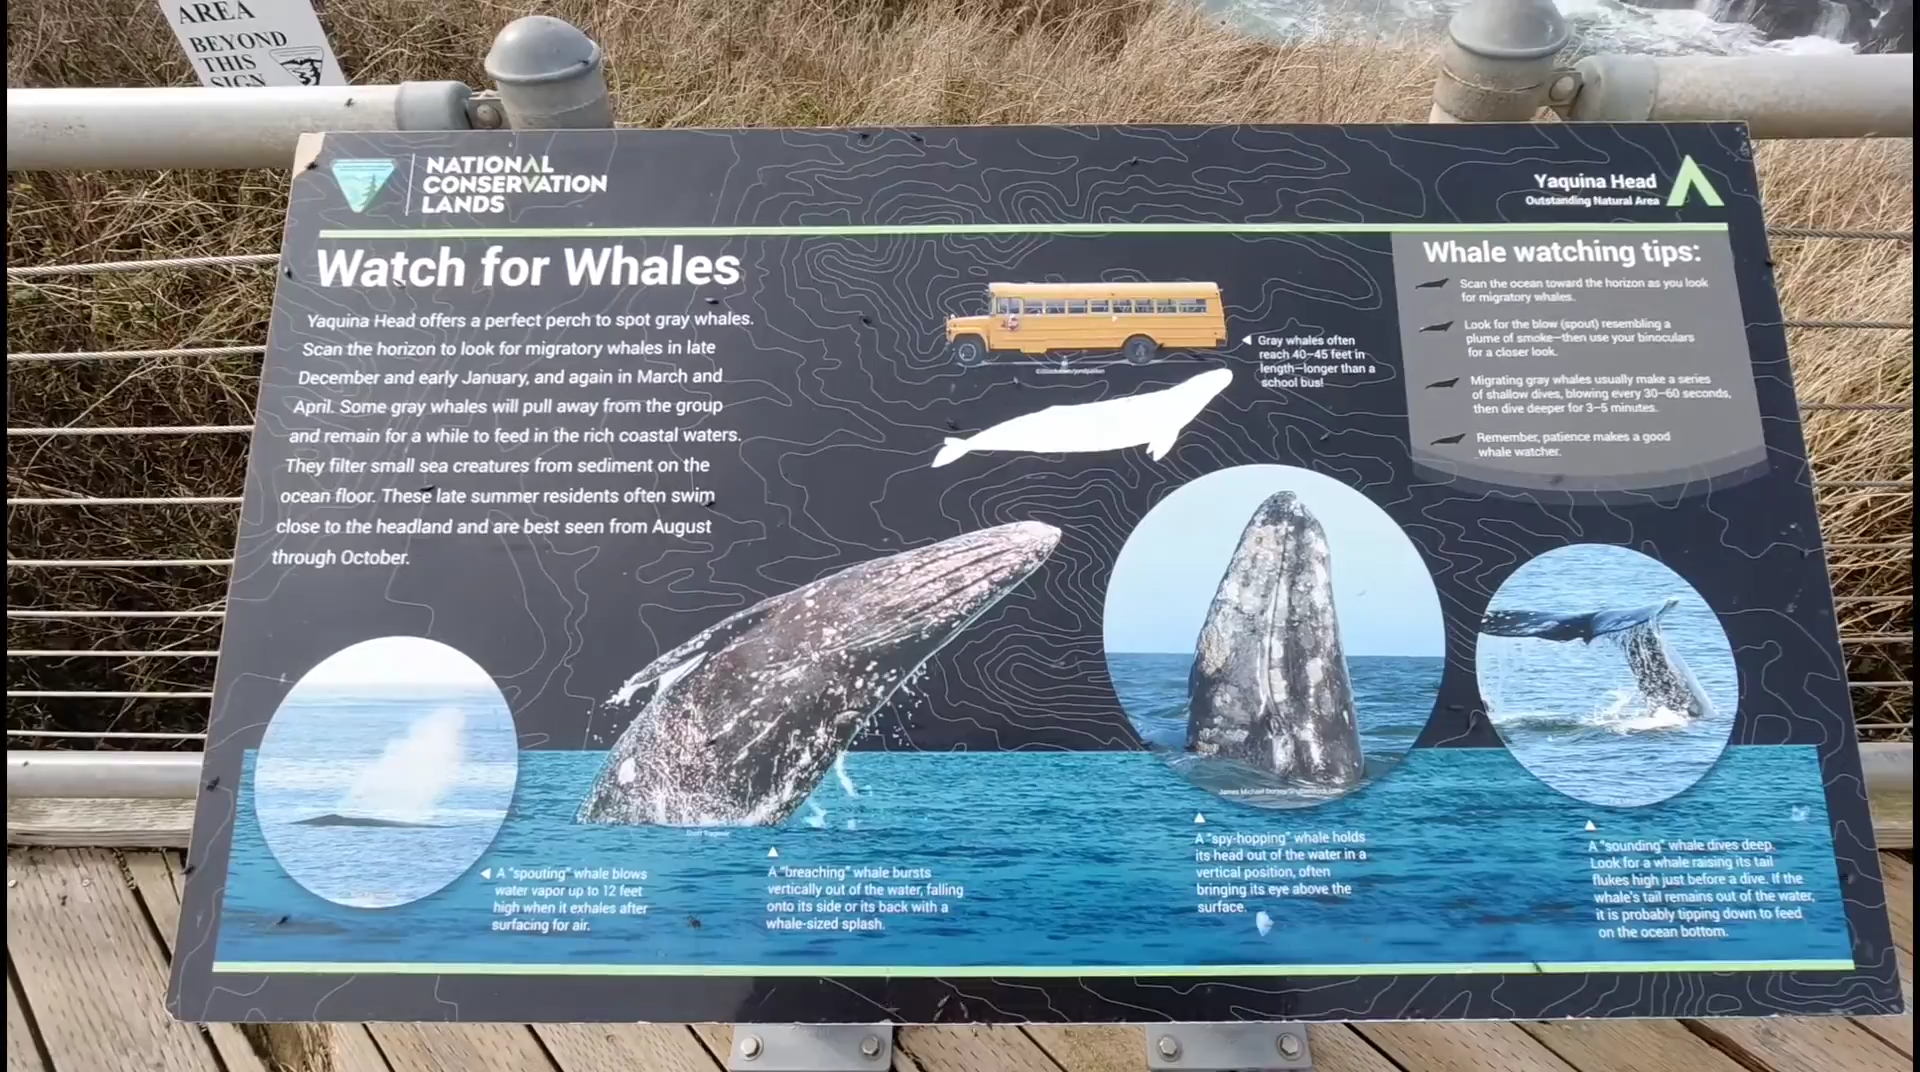 AREA
BEYOND
THIS
SIGN
NATIONAL
CONSERVATION
LANDS
Yaquina Head
Outstanding Natural Area
Watch for Whales
Yaquina Head offers a perfect perch to spot gray whales.
Scan the horizon to look for migratory whales in late
December and early January, and again in March and
April. Some gray whales will pull away from the group
and remain for a while to feed in the rich coastal waters.
They filter small sea creatures from sediment on the
ocean floor. These late summer residents often swim
close to the headland and are best seen from August
through October.
Gray whales often
reach 40–45 feet in
length—longer than a
school bus!
Whale watching tips:
Scan the ocean toward the horizon as you look
for migratory whales.
Look for the blow (spout) resembling a
plume of smoke—then use your binoculars
for a closer look.
Migrating gray whales usually make a series
of shallow dives, blowing every 30–60 seconds,
then dive deeper for 3–5 minutes.
Remember, patience makes a good
whale watcher.
A "spouting" whale blows
water vapor up to 12 feet
high when it exhales after
surfacing for air.
A "breaching" whale bursts
vertically out of the water, falling
onto its side or its back with a
whale-sized splash.
James Michael
A "spy-hopping" whale holds
its head out of the water in a
vertical position, often
bringing its eye above the
surface.
A "sounding" whale dives deep.
Look for a whale raising its tail
flukes high just before a dive. If the
whale's tail remains out of the water,
it is probably tipping down to feed
on the ocean bottom.